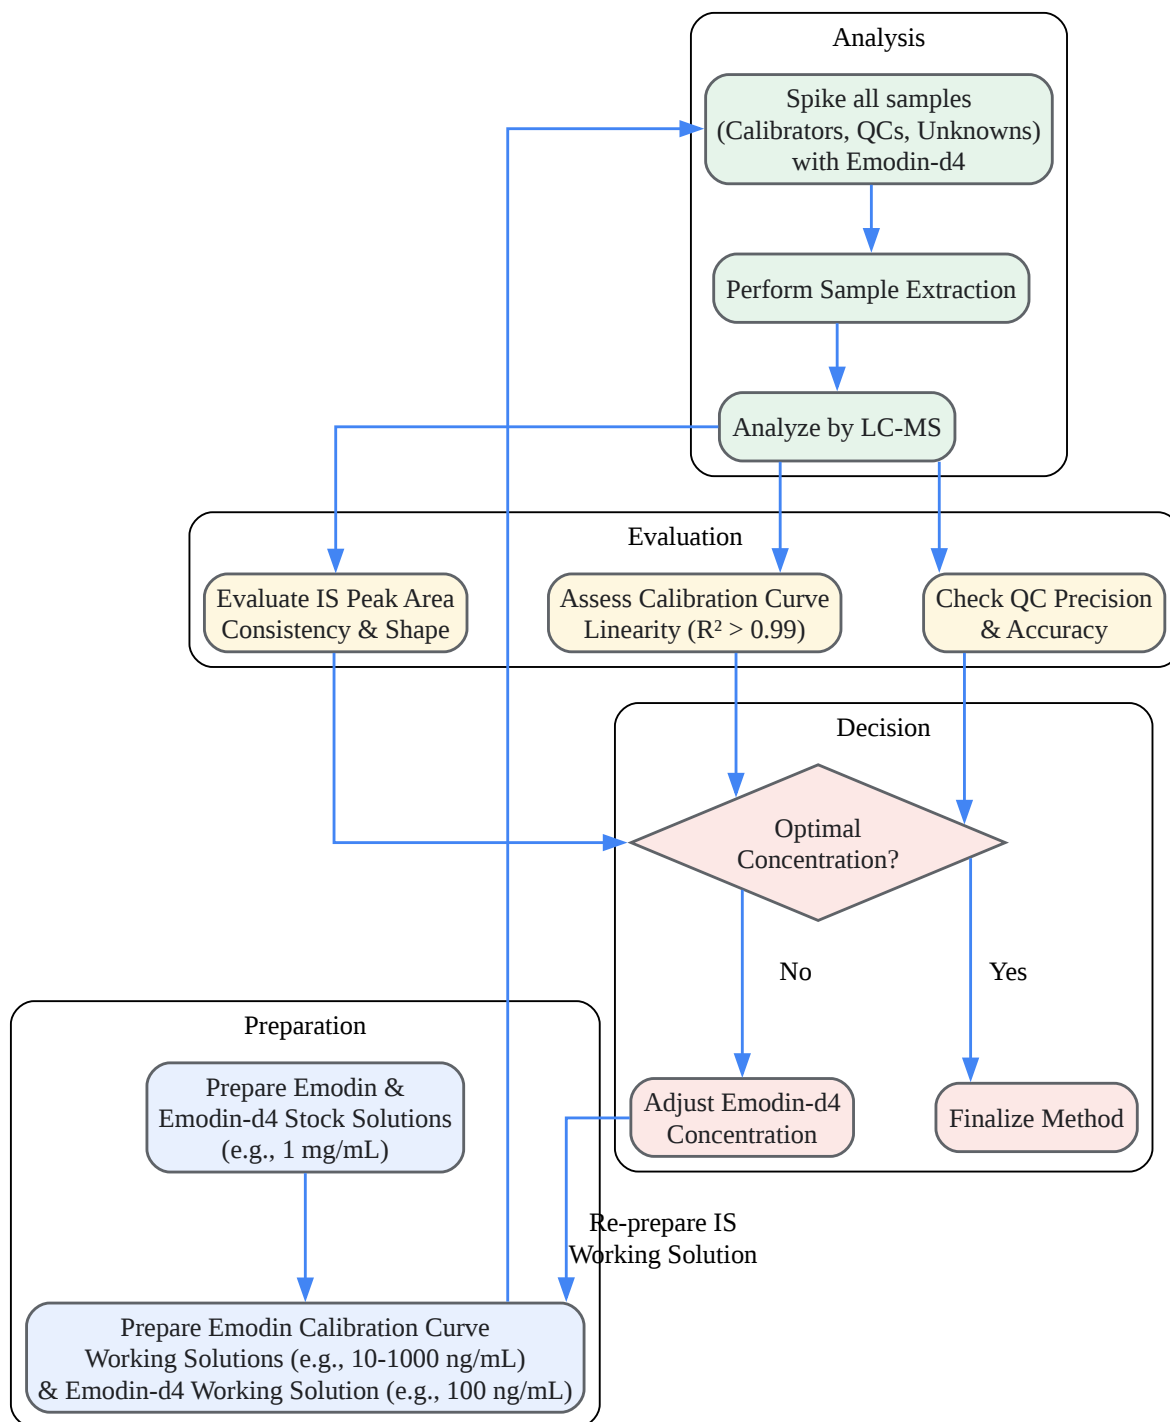 Analysis
Spike all samples
(Calibrators, QCs, Unknowns)
with Emodin-d4
Perform Sample Extraction
Analyze by LC-MS
Evaluation
Evaluate IS Peak Area
Consistency & Shape
Assess Calibration Curve
Linearity (R² > 0.99)
Check QC Precision
& Accuracy
Decision
Optimal
Concentration?
No
Yes
Adjust Emodin-d4
Concentration
Finalize Method
Preparation
Prepare Emodin &
Emodin-d4 Stock Solutions
(e.g., 1 mg/mL)
Re-prepare IS
Working Solution
Prepare Emodin Calibration Curve
Working Solutions (e.g., 10-1000 ng/mL)
& Emodin-d4 Working Solution (e.g., 100 ng/mL)